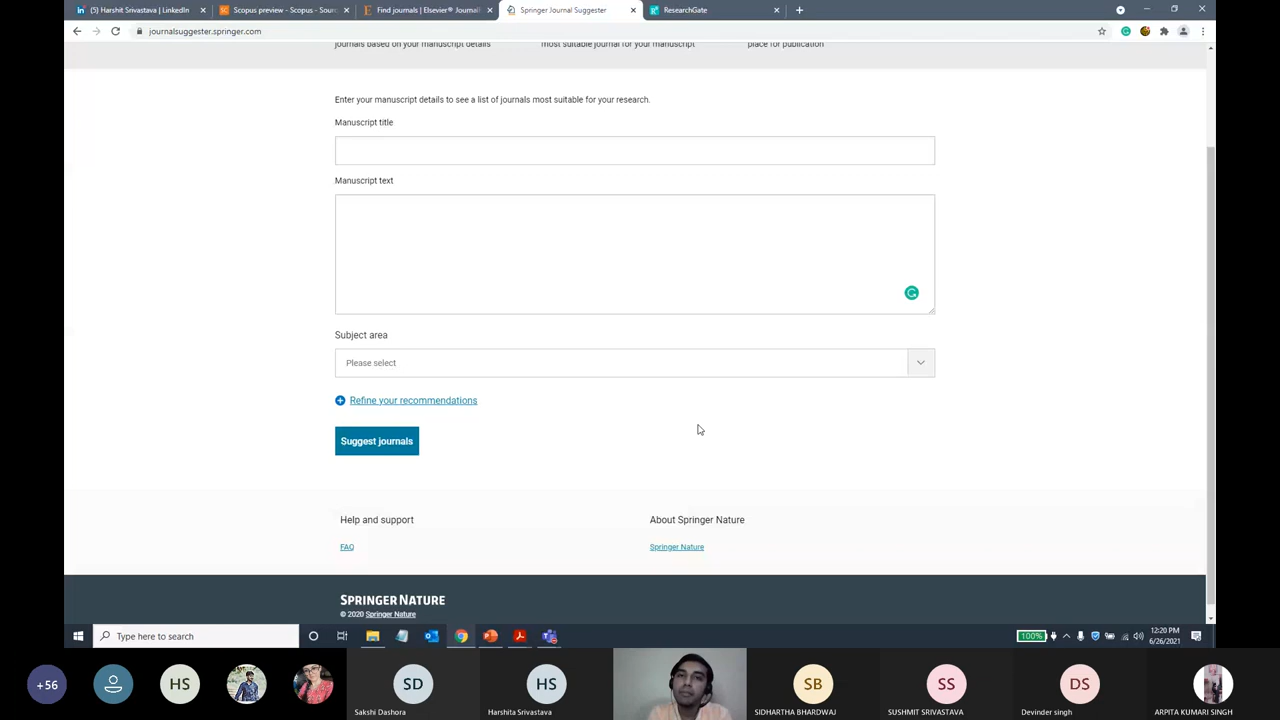 (5) Harshit Srivastava | LinkedIn
Scopus preview - Scopus - Sour
Find journals | Elsevier® Journal
Springer Journal Suggester
ResearchGate
journalsuggester.springer.com
journals based on your manuscript details
most suitable journal for your manuscript
place for publication
Enter your manuscript details to see a list of journals most suitable for your research.
Manuscript title
Manuscript text
Subject area
Please select
Refine your recommendations
Suggest journals
Help and support
About Springer Nature
FAQ
Springer Nature
SPRINGER NATURE
© 2020 Springer Nature
Type here to search
100%
12:20 PM
6/26/2021
+56
HS
SD
HS
SB
SS
DS
Sakshi Dashora
Harshita Srivastava
SIDHARTHA BHARDWAJ
SUSHMIT SRIVASTAVA
Devinder singh
ARPITA KUMARI SINGH